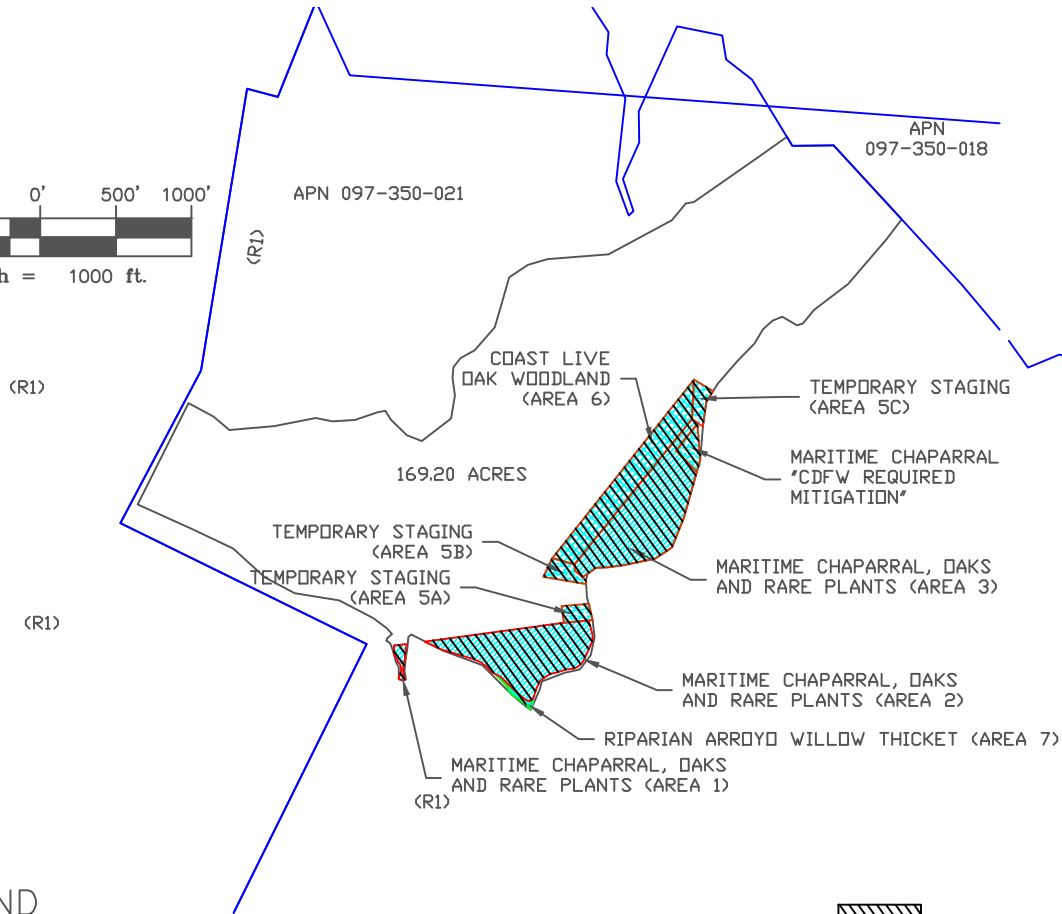 APN
097-350-018
0' 500' 1000'
APN 097-350-021
(R1)
h = 1000 ft.
COAST LIVE
OAK WOODLAND
(AREA 6)
(R1)
TEMPORARY STAGING
(AREA 5C)
MARITIME CHAPARRAL
"CDFW REQUIRED
MITIGATION"
169.20 ACRES
TEMPORARY STAGING
(AREA 5B)
TEMPORARY STAGING
(AREA 5A)
MARITIME CHAPARRAL, OAKS
AND RARE PLANTS (AREA 3)
(R1)
MARITIME CHAPARRAL, OAKS
AND RARE PLANTS (AREA 2)
RIPARIAN ARROYO WILLOW THICKET (AREA 7)
MARITIME CHAPARRAL, OAKS
AND RARE PLANTS (AREA 1)
(R1)
ND